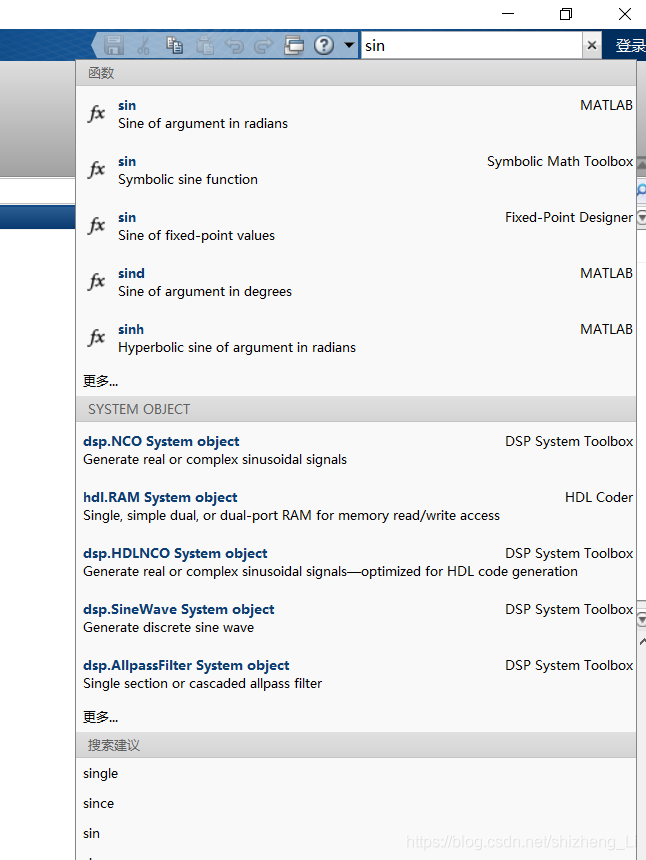 sin
登录
函数
sin MATLAB
Sine of argument in radians
sin Symbolic Math Toolbox
Symbolic sine function
sin Fixed-Point Designer
Sine of fixed-point values
sind MATLAB
Sine of argument in degrees
sinh MATLAB
Hyperbolic sine of argument in radians
更多...
SYSTEM OBJECT
dsp.NCO System object DSP System Toolbox
Generate real or complex sinusoidal signals
hdl.RAM System object HDL Coder
Single, simple dual, or dual-port RAM for memory read/write access
dsp.HDLNCO System object DSP System Toolbox
Generate real or complex sinusoidal signals—optimized for HDL code generation
dsp.SineWave System object DSP System Toolbox
Generate discrete sine wave
dsp.AllpassFilter System object DSP System Toolbox
Single section or cascaded allpass filter
更多...
搜索建议
single
since
sin
https://blog.csdn.net/shizheng_Li